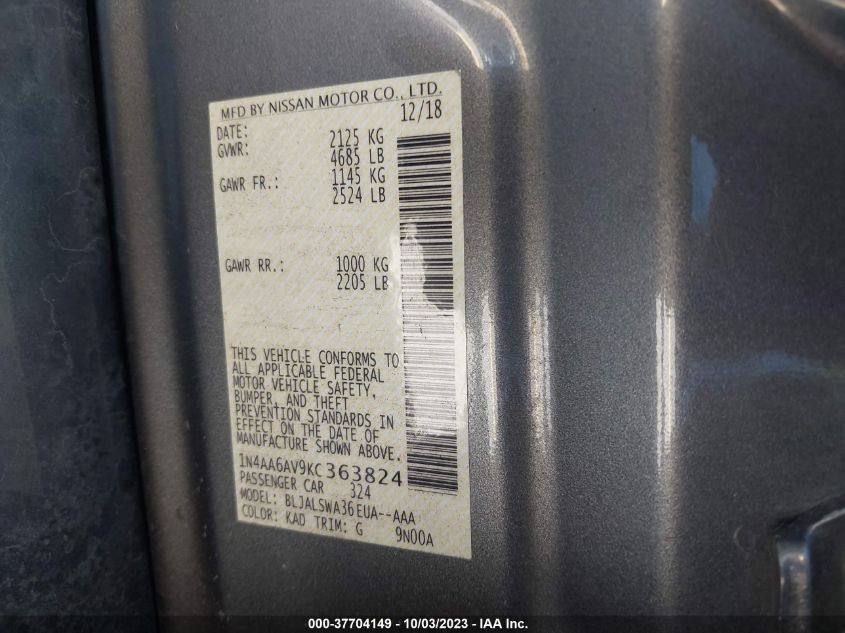 MFD BY NISSAN MOTOR CO., LTD.
DATE: 12/18
GVWR: 2125 KG
4685 LB
GAWR FR.: 1145 KG
2524 LB
GAWR RR.: 1000 KG
2205 LB
THIS VEHICLE CONFORMS TO
ALL APPLICABLE FEDERAL
MOTOR VEHICLE SAFETY,
BUMPER, AND THEFT
PREVENTION STANDARDS IN
EFFECT ON THE DATE OF
MANUFACTURE SHOWN ABOVE.
1N4AA6AV9KC363824
PASSENGER CAR 324
MODEL: BLJALSWA36EUA--AAA
COLOR: KAD TRIM: G 9N00A
000-37704149 - 10/03/2023 - IAA Inc.